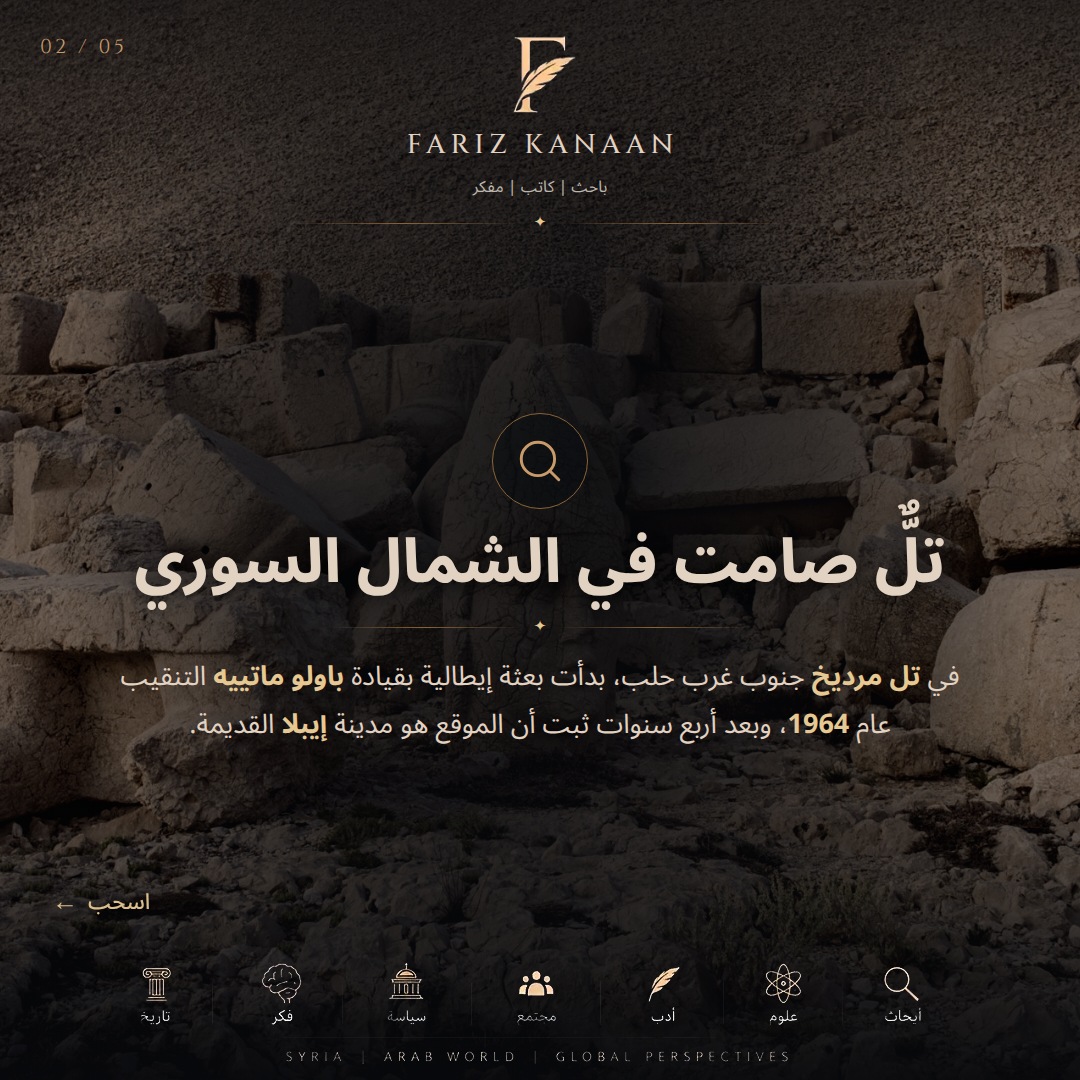 02 / 05
F
FARIZ KANAAN
باحث | كاتب | مفكر
تلٌّ صامت في الشمال السوري
في تل مرديخ جنوب غرب حلب، بدأت بعثة إيطالية بقيادة باولو ماتييه التنقيب
عام 1964، وبعد أربع سنوات ثبت أن الموقع هو مدينة إيبلا القديمة.
اسحب ←
أبحاث
علوم
أدب
مجتمع
سياسة
فكر
تاريخ
SYRIA | ARAB WORLD | GLOBAL PERSPECTIVES